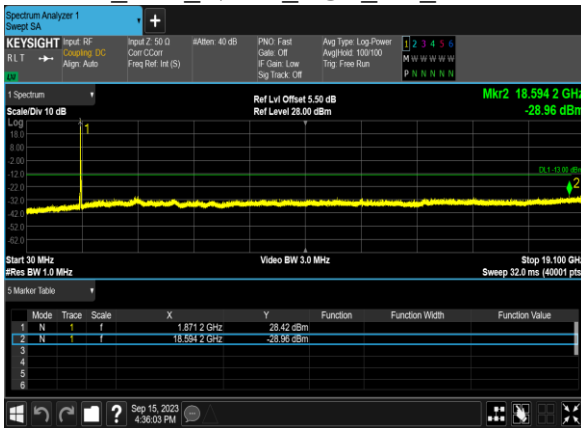 Spectrum Analyzer 1
Swept SA
+
KEYSIGHT Input: RF Input Z: 50 Ω #Atten: 40 dB PNO: Fast Avg Type: Log-Power 1 2 3 4 5 6
RLT Coupling: DC Corr CCorr Gate: Off Avg|Hold: 100/100 M W W W W W
Align: Auto Freq Ref: Int (S) IF Gain: Low Trig: Free Run
Sig Track: Off P N N N N N
LV
1 Spectrum Ref Lvl Offset 5.50 dB Mkr2 18.594 2 GHz
Scale/Div 10 dB Ref Level 28.00 dBm -28.96 dBm
Log
1
18.0
8.00
-2.00
DL1 -13.00 dBm
-12.0
2
-22.0
-32.0
-42.0
-52.0
-62.0
Start 30 MHz Video BW 3.0 MHz Stop 19.100 GHz
#Res BW 1.0 MHz Sweep 32.0 ms (40001 pts
5 Marker Table
Mode Trace Scale X Y Function Function Width Function Value
1 N 1 f 1.871 2 GHz 28.42 dBm
2 N 1 f 18.594 2 GHz -28.96 dBm
3
4
5
6
? Sep 15, 2023
4:36:03 PM